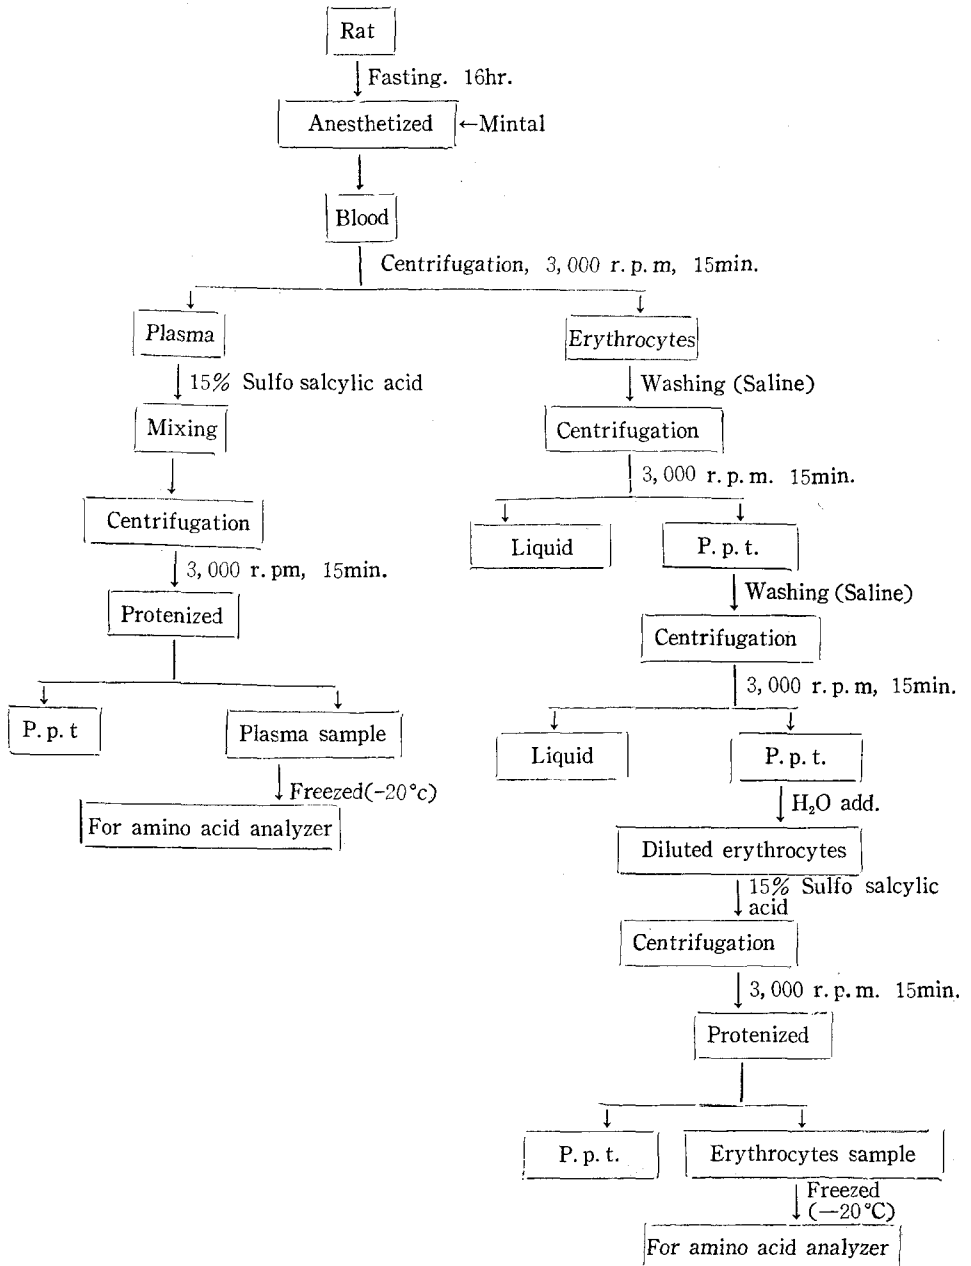 Rat
Fasting. 16hr.
Anesthetized ←Mintal
Blood
Centrifugation, 3,000 r.p.m, 15min.
Plasma
15% Sulfo salcylic acid
Mixing
Centrifugation
3,000 r.pm, 15min.
Protenized
P.p.t
Plasma sample
Freezed(-20°c)
For amino acid analyzer
Erythrocytes
Washing (Saline)
Centrifugation
3,000 r.p.m. 15min.
Liquid
P.p.t.
Washing (Saline)
Centrifugation
3,000 r.p.m, 15min.
Liquid
P.p.t.
H₂O add.
Diluted erythrocytes
15% Sulfo salcylic
acid
Centrifugation
3,000 r.p.m. 15min.
Protenized
P.p.t.
Erythrocytes sample
Freezed
(—20°C)
For amino acid analyzer